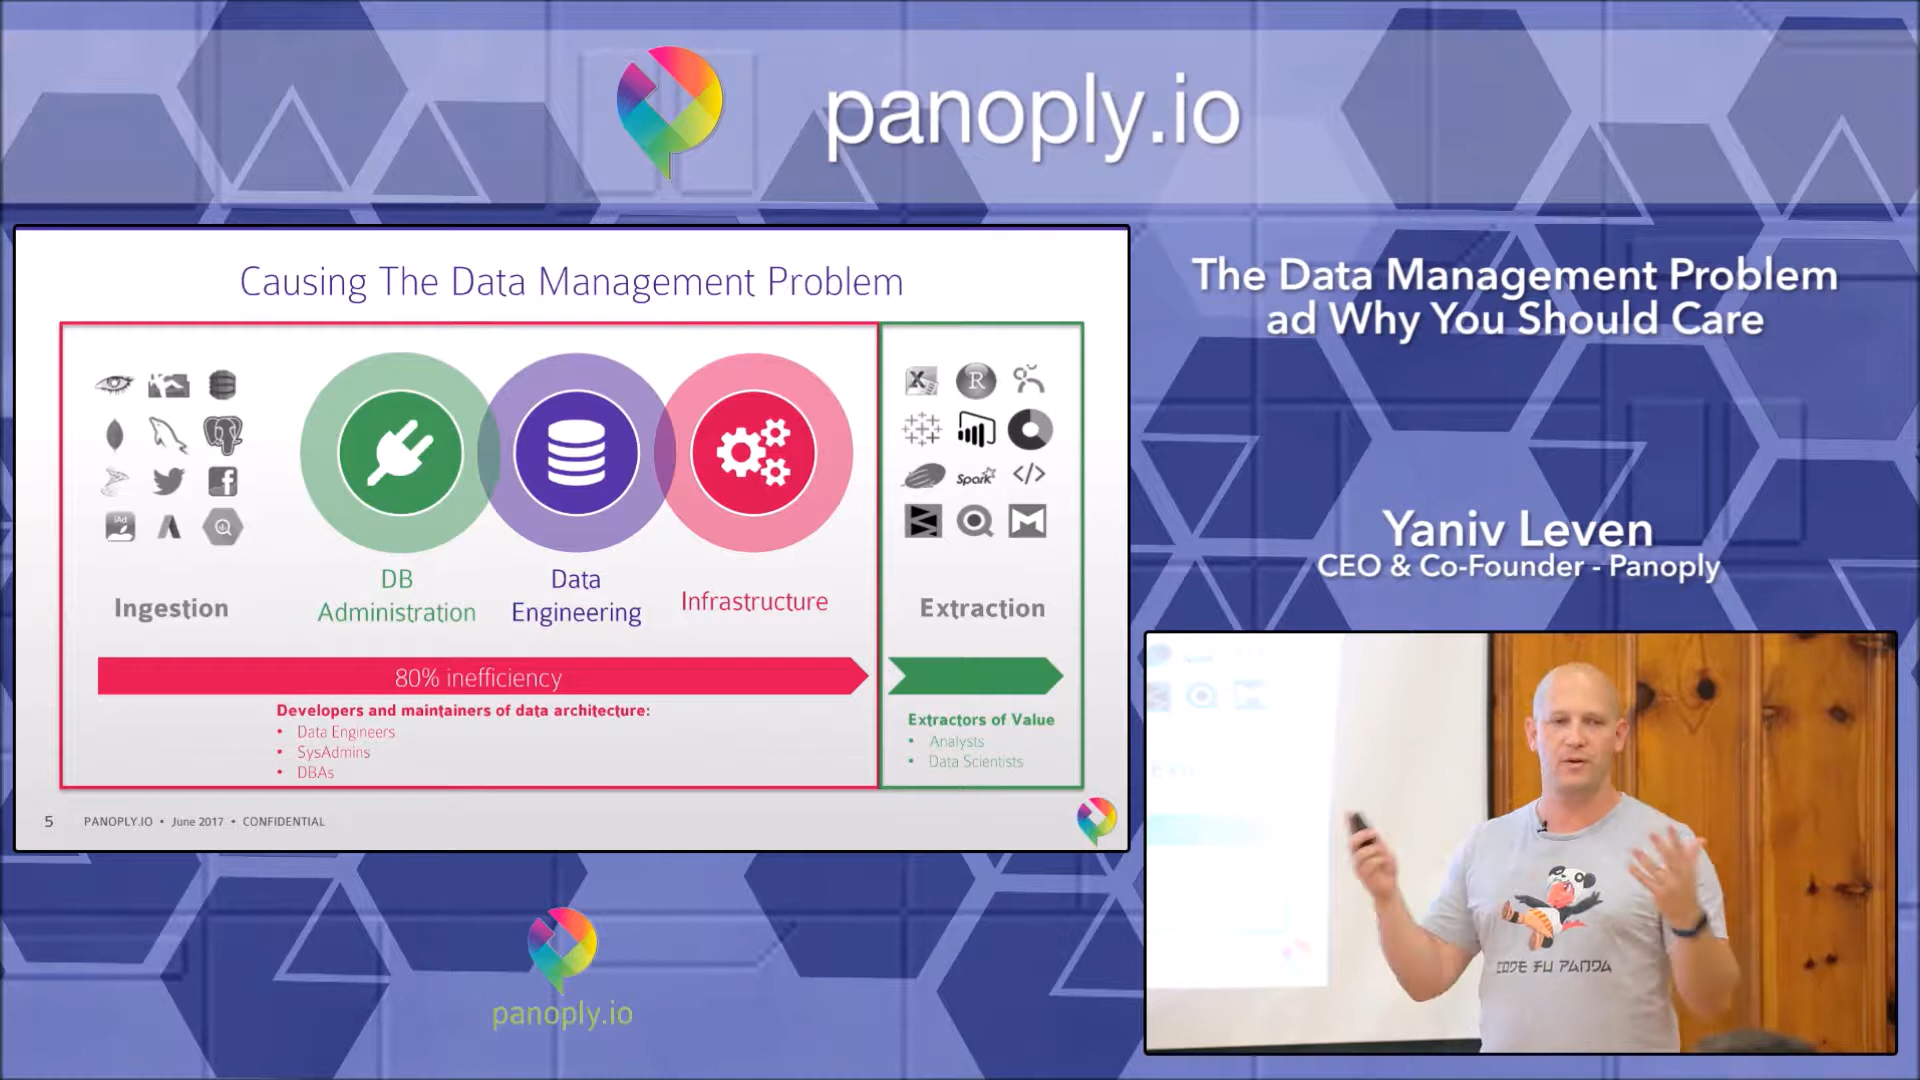 panoply.io
Causing The Data Management Problem
X
R
Spark
</>
iAd
Ingestion
DB
Administration
Data
Engineering
Infrastructure
Extraction
80% inefficiency
Developers and maintainers of data architecture:
• Data Engineers
• SysAdmins
• DBAs
Extractors of Value
• Analysts
• Data Scientists
5 PANOPLY.IO • June 2017 • CONFIDENTIAL
The Data Management Problem
ad Why You Should Care
Yaniv Leven
CEO & Co-Founder - Panoply
CODE FU PANDA
panoply.io